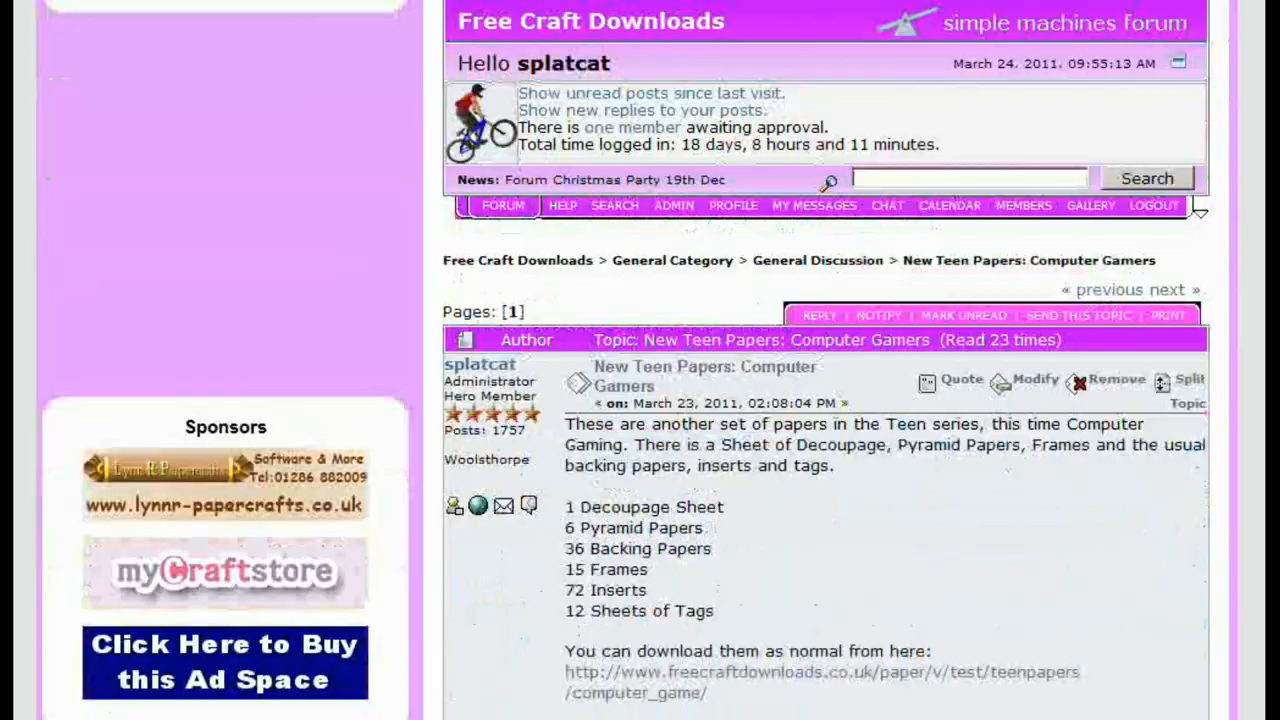 Free Craft Downloads
simple machines forum
Hello splatcat
March 24, 2011, 09:55:13 AM
Show unread posts since last visit.
Show new replies to your posts.
There is one member awaiting approval.
Total time logged in: 18 days, 8 hours and 11 minutes.
News: Forum Christmas Party 19th Dec
Search
FORUM HELP SEARCH ADMIN PROFILE MY MESSAGES CHAT CALENDAR MEMBERS GALLERY LOGOUT
Free Craft Downloads > General Category > General Discussion > New Teen Papers: Computer Gamers
« previous next »
Pages: [1]
REPLY | NOTIFY | MARK UNREAD | SEND THIS TOPIC | PRINT
Author Topic: New Teen Papers: Computer Gamers (Read 23 times)
splatcat
Administrator
Hero Member
Posts: 1757
Woolsthorpe
New Teen Papers: Computer
Gamers
« on: March 23, 2011, 02:08:04 PM »
Quote Modify Remove Split
Topic
These are another set of papers in the Teen series, this time Computer
Gaming. There is a Sheet of Decoupage, Pyramid Papers, Frames and the usual
backing papers, inserts and tags.
1 Decoupage Sheet
6 Pyramid Papers
36 Backing Papers
15 Frames
72 Inserts
12 Sheets of Tags
You can download them as normal from here:
http://www.freecraftdownloads.co.uk/paper/v/test/teenpapers
/computer_game/
Sponsors
Lynn R Papercrafts
Software & More
Tel:01286 882009
www.lynnr-papercrafts.co.uk
myCraftstore
Click Here to Buy
this Ad Space